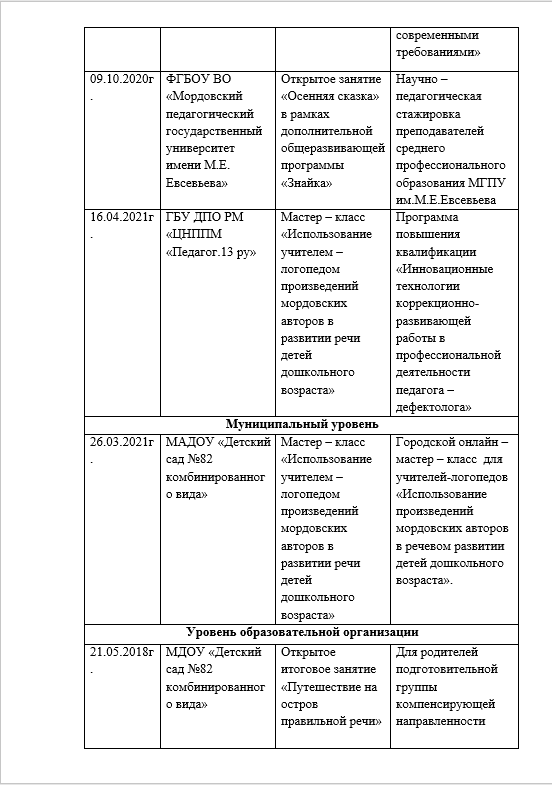 современными
требованиями»
09.10.2020г
.
ФГБОУ ВО
«Мордовский
педагогический
государственный
университет
имени М.Е.
Евсевьева»
Открытое занятие
«Осенняя сказка»
в рамках
дополнительной
общеразвивающей
программы
«Знайка»
Научно –
педагогическая
стажировка
преподавателей
среднего
профессионального
образования МГПУ
им.М.Е.Евсевьева
16.04.2021г
.
ГБУ ДПО РМ
«ЦНППМ
«Педагог.13 ру»
Мастер – класс
«Использование
учителем –
логопедом
произведений
мордовских
авторов в
развитии речи
детей
дошкольного
возраста»
Программа
повышения
квалификации
«Инновационные
технологии
коррекционно-
развивающей
работы в
профессиональной
деятельности
педагога –
дефектолога»
Муниципальный уровень
26.03.2021г
.
МАДОУ «Детский
сад №82
комбинированног
о вида»
Мастер – класс
«Использование
учителем –
логопедом
произведений
мордовских
авторов в
развитии речи
детей
дошкольного
возраста»
Городской онлайн –
мастер – класс для
учителей-логопедов
«Использование
произведений
мордовских авторов
в речевом развитии
детей дошкольного
возраста».
Уровень образовательной организации
21.05.2018г
.
МДОУ «Детский
сад №82
комбинированног
о вида»
Открытое
итоговое занятие
«Путешествие на
остров
правильной речи»
Для родителей
подготовительной
группы
компенсирующей
направленности